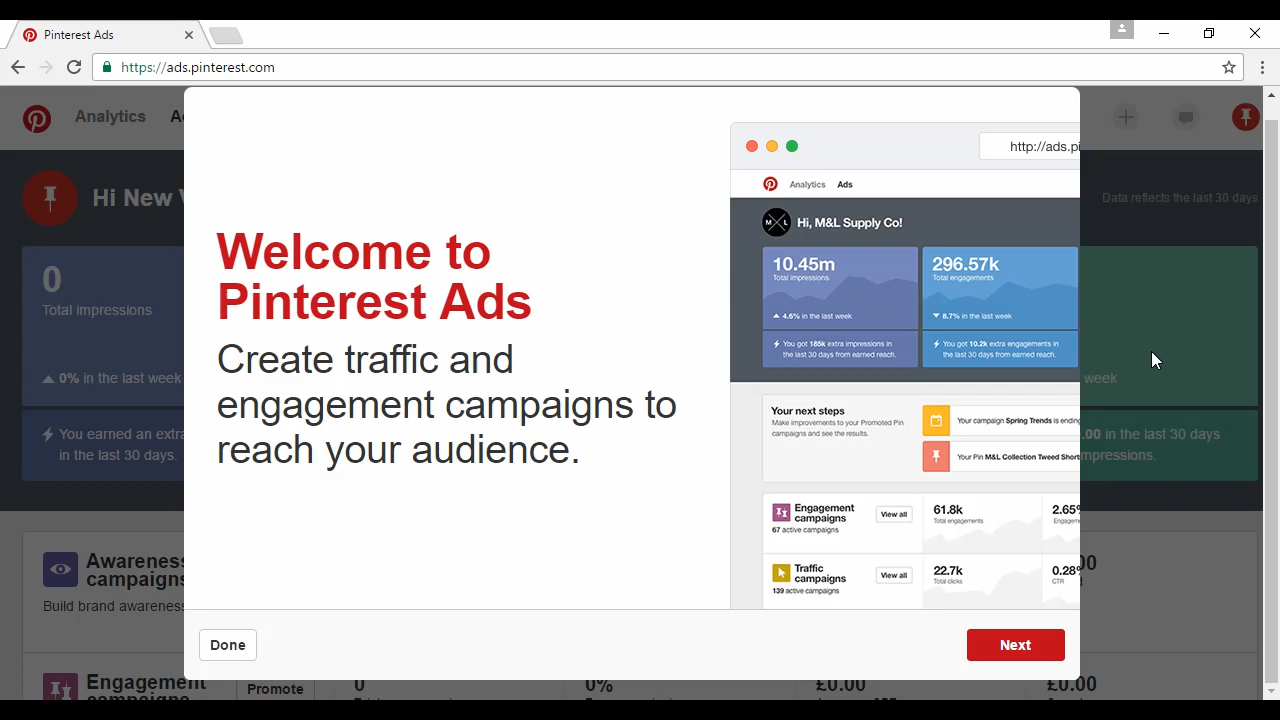 Pinterest Ads
https://ads.pinterest.com
Analytics
Hi New
Data reflects the last 30 days
0
Total impressions
0% in the last week
You earned an extra
in the last 30 days.
Awareness
campaigns
Build brand awareness
Engagement
campaigns
Promote
0
0%
£0.00
£0.00
week
.00 in the last 30 days
mpressions.
Welcome to
Pinterest Ads
Create traffic and
engagement campaigns to
reach your audience.
http://ads.pi
Analytics Ads
M L
Hi, M&L Supply Co!
10.45m
Total impressions
4.6% in the last week
You got 185k extra impressions in
the last 30 days from earned reach.
296.57k
Total engagements
8.7% in the last week
You got 10.2k extra engagements in
the last 30 days from earned reach.
Your next steps
Make improvements to your Promoted Pin
campaigns and see the results.
Your campaign Spring Trends is ending
Your Pin M&L Collection Tweed Short
Engagement
campaigns
67 active campaigns
View all
61.8k
Total engagements
2.65%
Engagem
Traffic
campaigns
139 active campaigns
View all
22.7k
Total clicks
0.28%
CTR
Done
Next